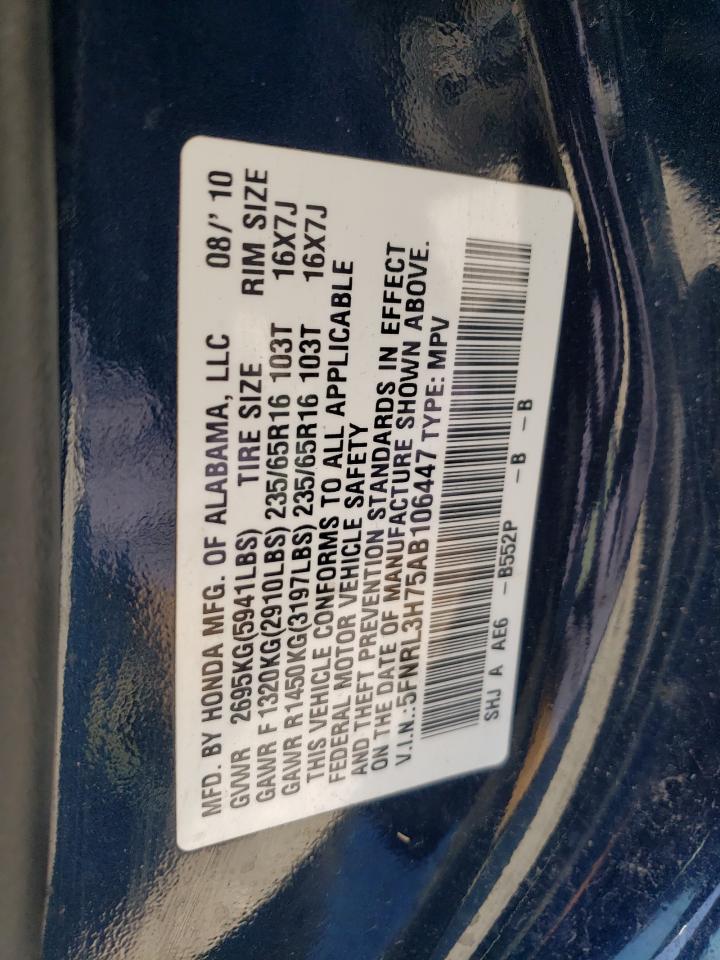 MFD. BY HONDA MFG. OF ALABAMA, LLC 08/' 10
GVWR 2695KG(5941LBS) TIRE SIZE RIM SIZE
GAWR F 1320KG(2910LBS) 235/65R16 103T 16X7J
GAWR R1450KG(3197LBS) 235/65R16 103T 16X7J
THIS VEHICLE CONFORMS TO ALL APPLICABLE
FEDERAL MOTOR VEHICLE SAFETY
AND THEFT PREVENTION STANDARDS IN EFFECT
ON THE DATE OF MANUFACTURE SHOWN ABOVE.
V.I.N.:5FNRL3H75AB106447 TYPE: MPV
SHJ A AE6 -B552P -B -B